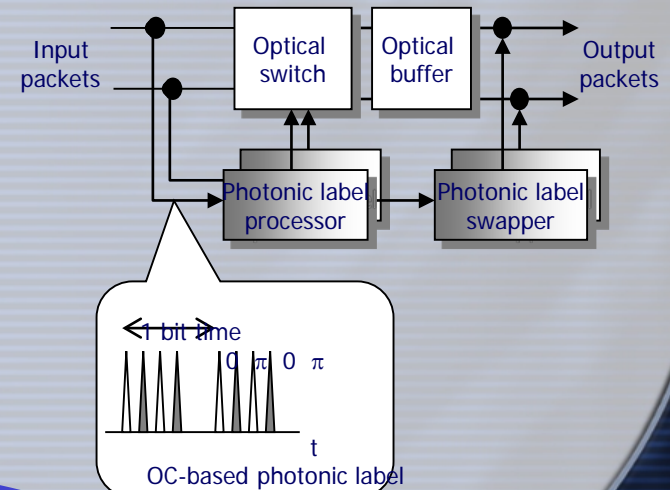 Input
packets
Optical
switch
Optical
buffer
Output
packets
Photonic label
processor
Photonic label
swapper
1 bit time
0 π 0 π
t
OC-based photonic label